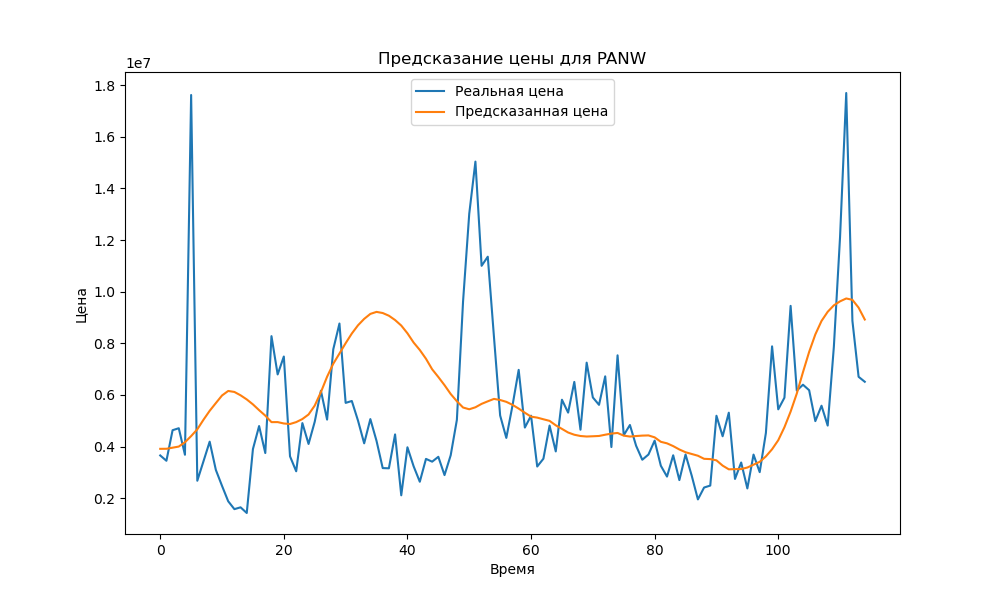 Предсказание цены для PANW
1e7
Реальная цена
Предсказанная цена
1.8
1.6
1.4
1.2
1.0
0.8
0.6
0.4
0.2
Цена
0 20 40 60 80 100
Время